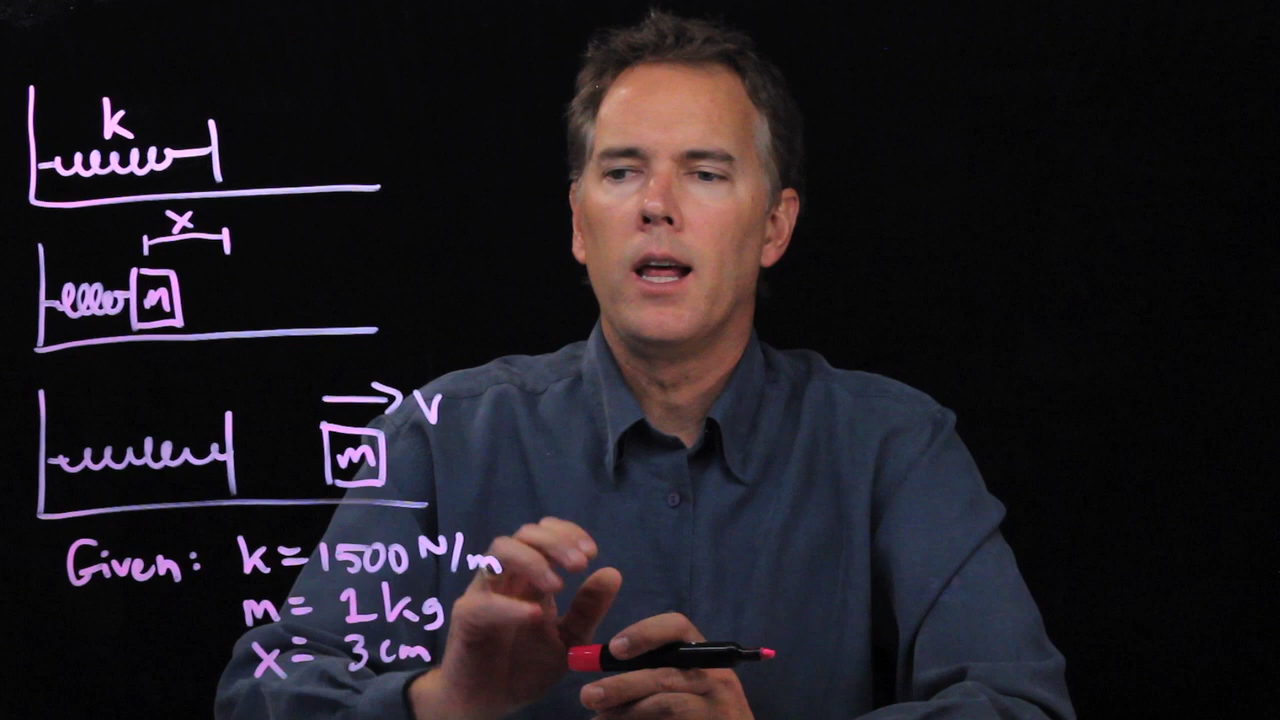 k
x
m
v
m
Given: k = 1500 N/m
m = 1 kg
x = 3 cm